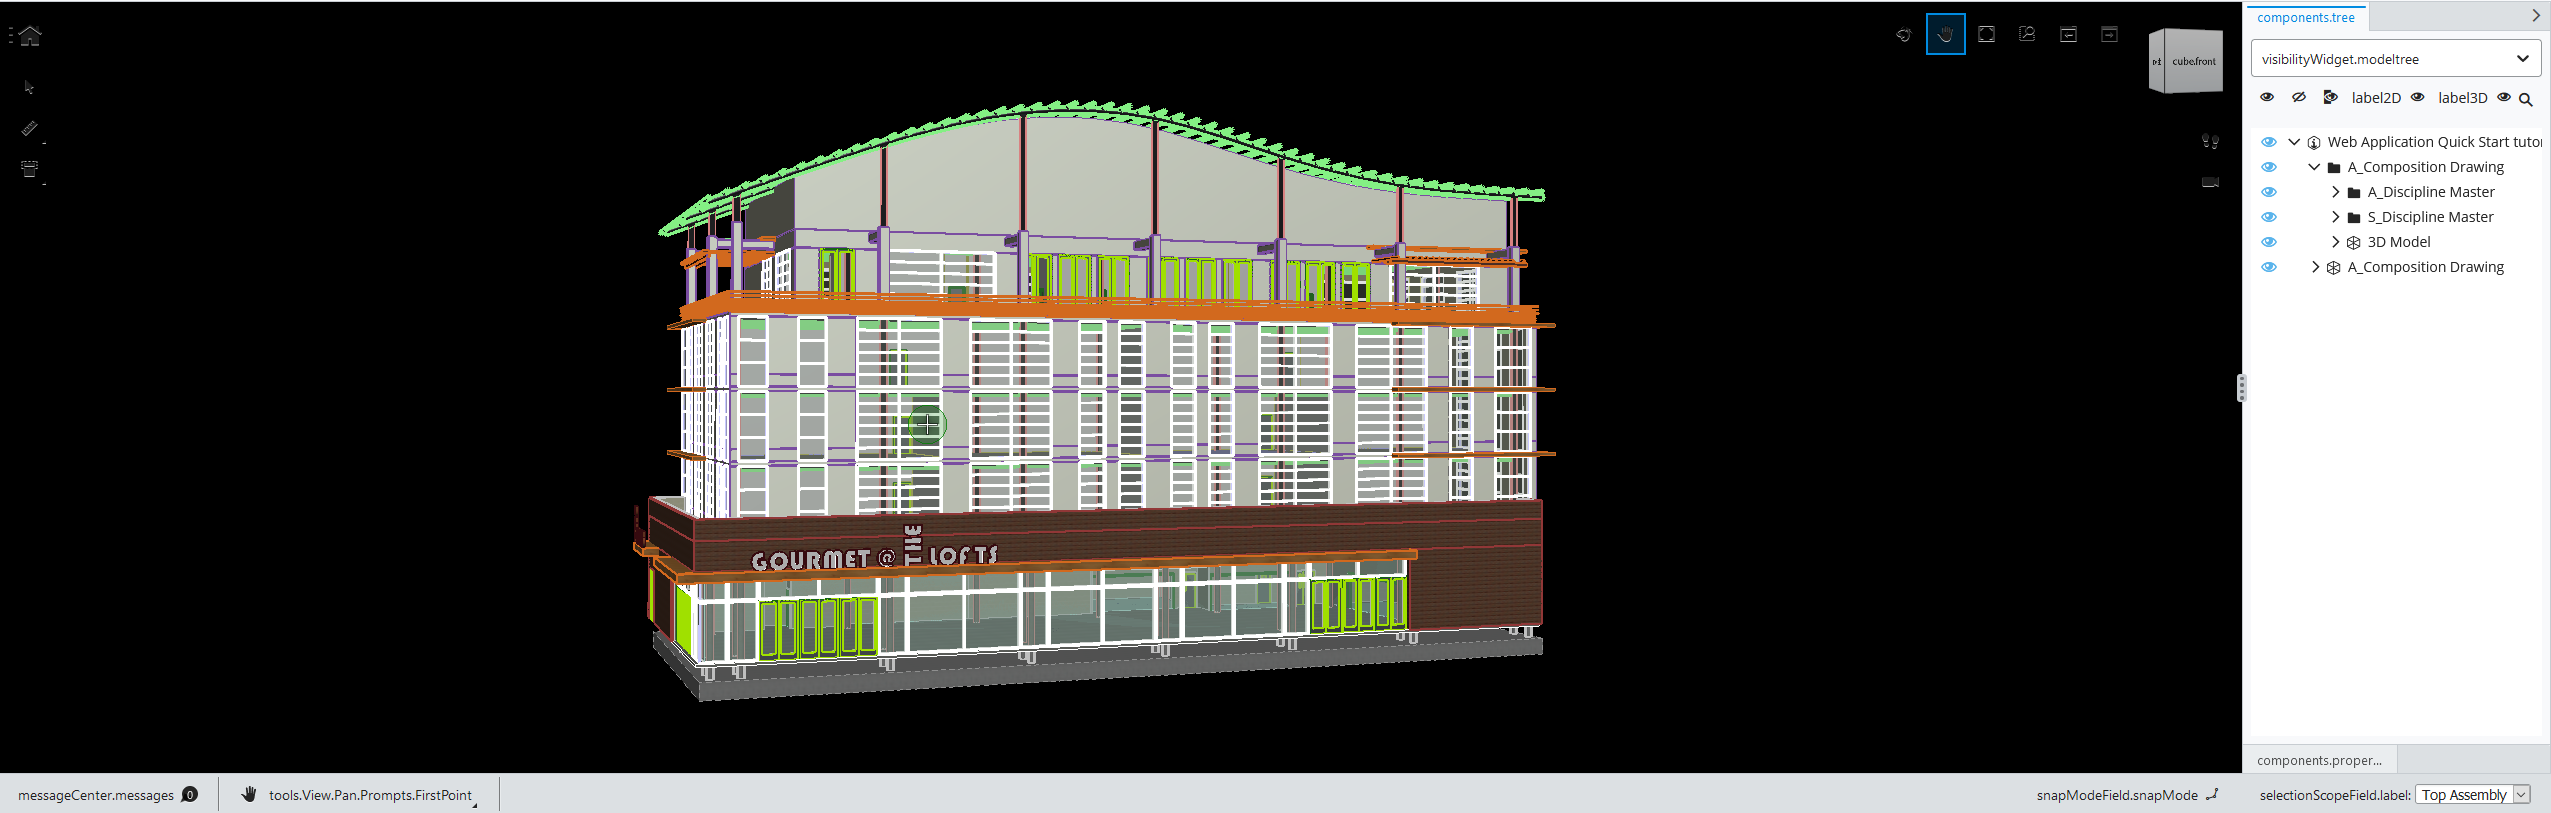 components.tree
visibilityWidget.modeltree
label2D label3D
cube.front
Web Application Quick Start tutor
A_Composition Drawing
A_Discipline Master
S_Discipline Master
3D Model
A_Composition Drawing
GOURMET @ THE LOFTS
components.proper...
messageCenter.messages 0
tools.View.Pan.Prompts.FirstPoint
snapModeField.snapMode
selectionScopeField.label: Top Assembly